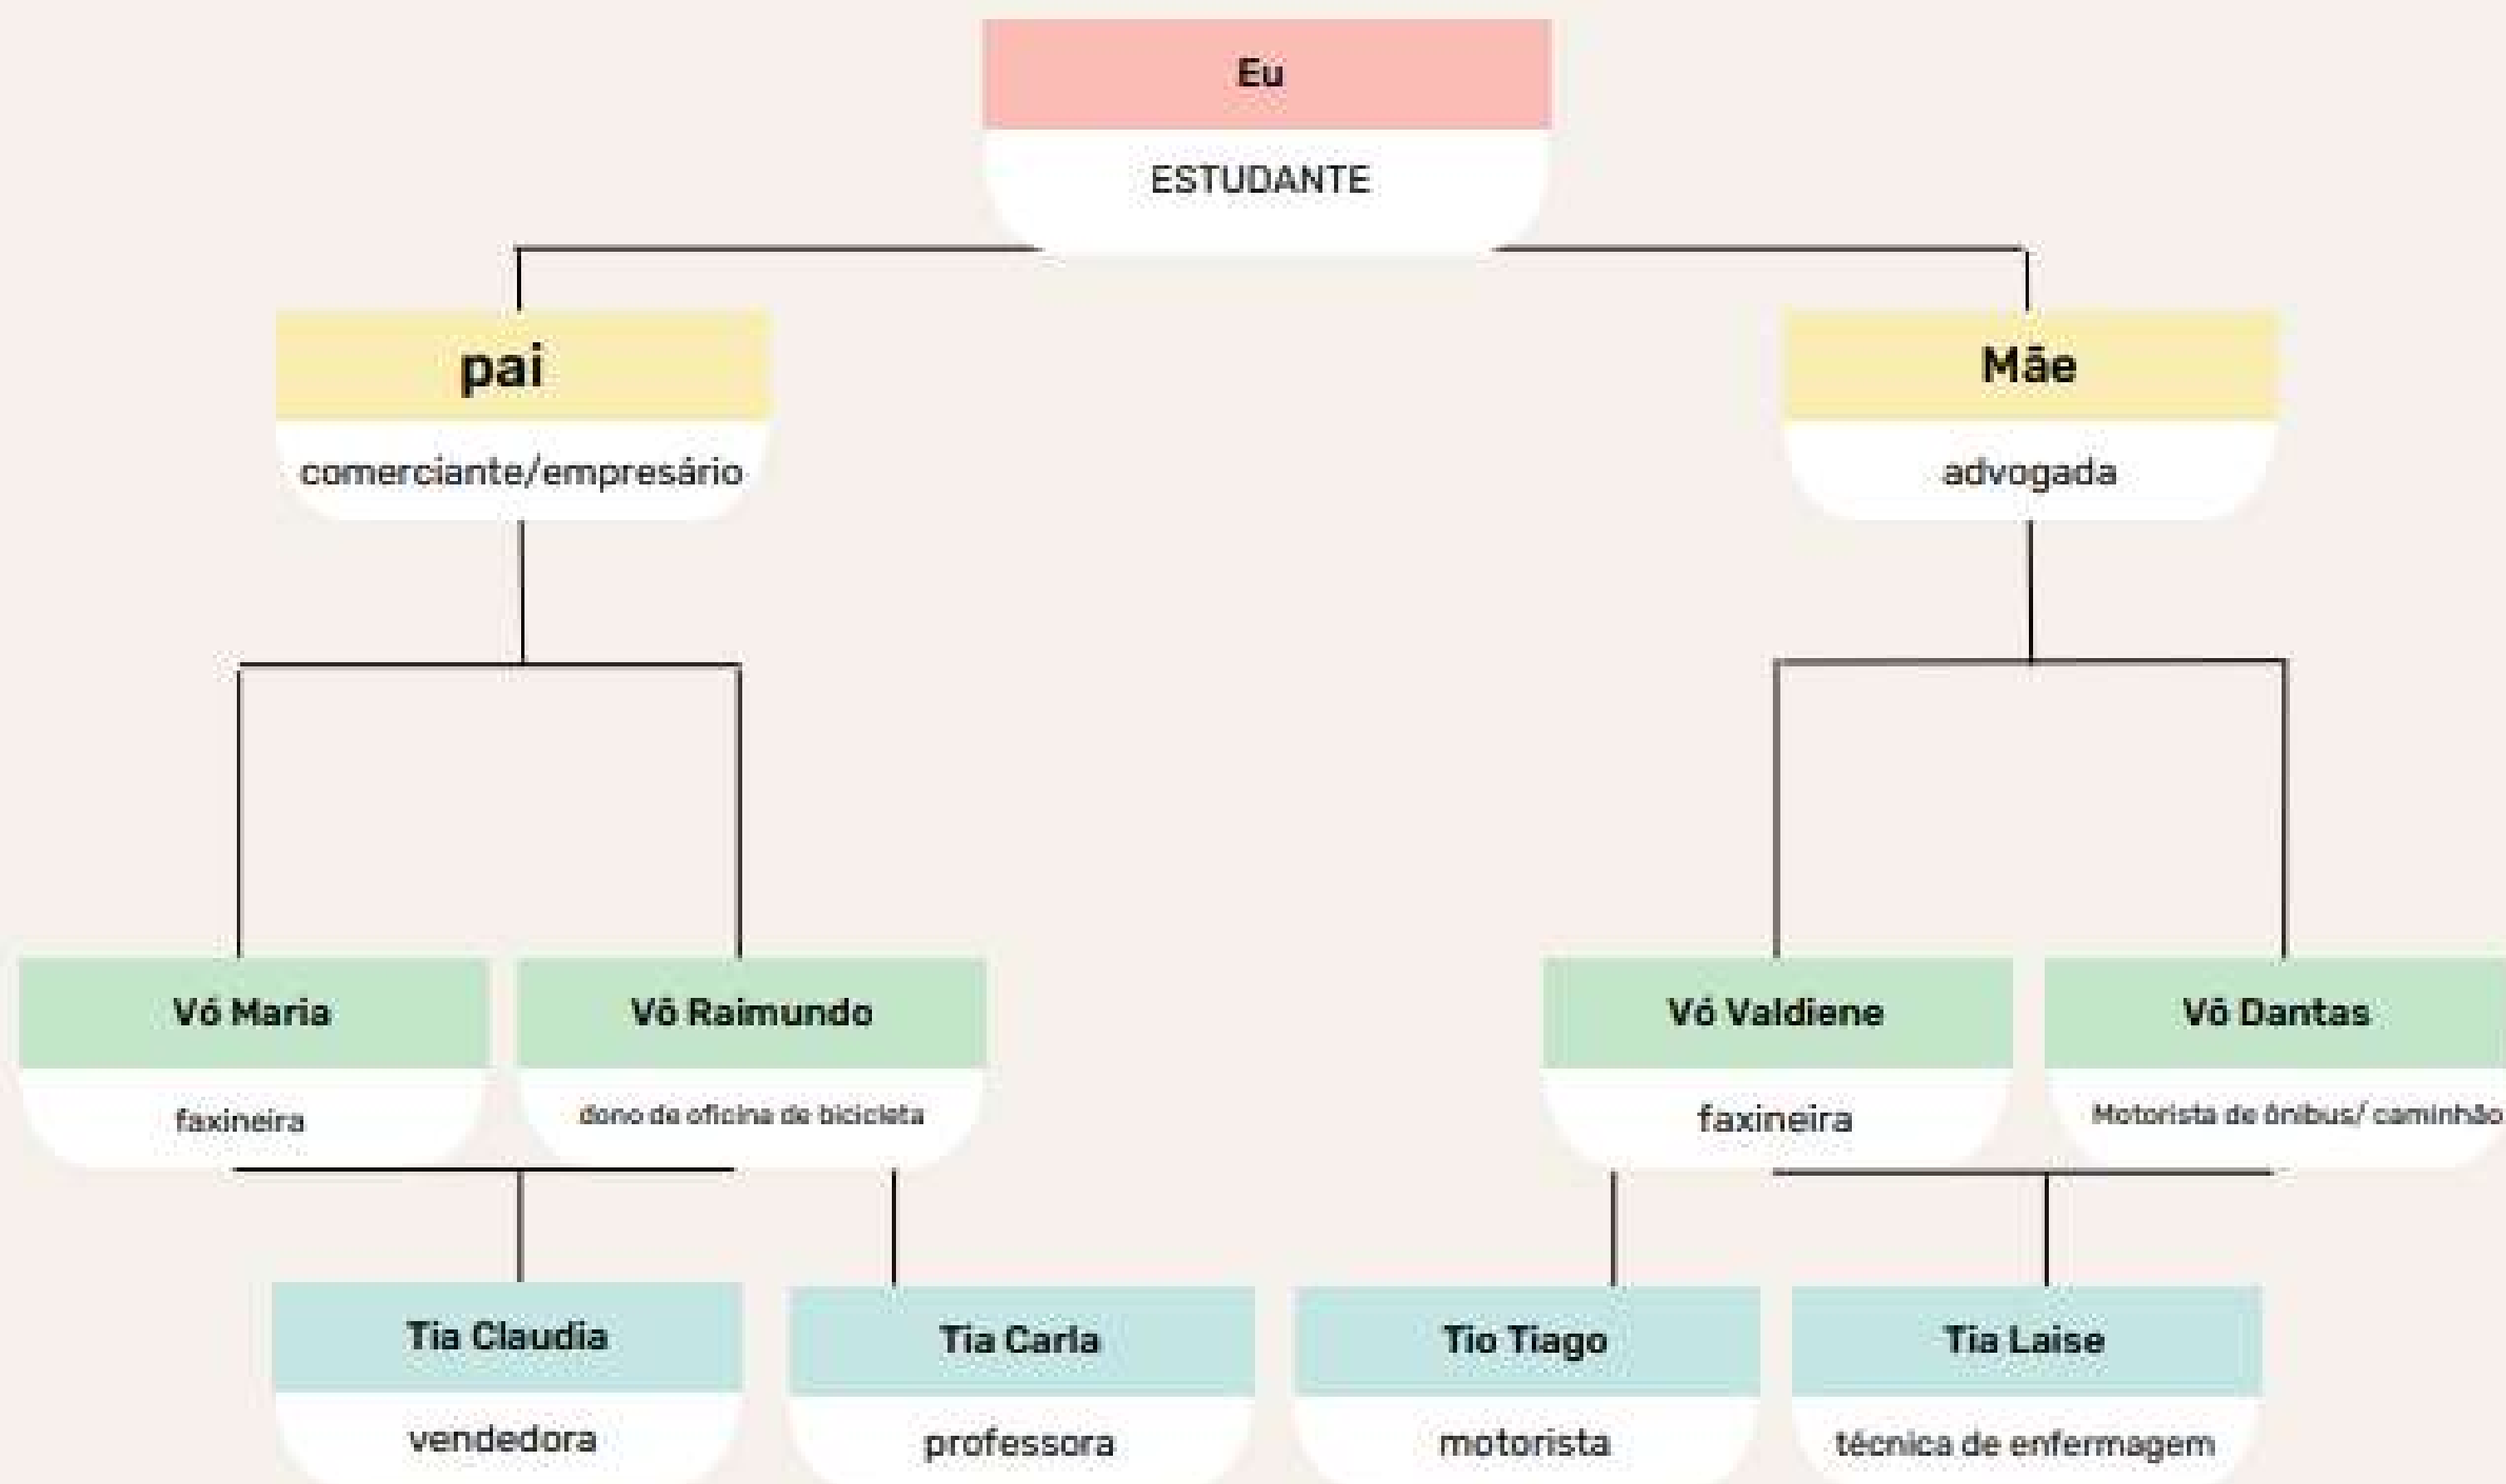 Eu
ESTUDANTE
pai
Mãe
comerciante/empresário
advogada
Vó Maria
Vô Raimundo
Vó Valdiene
Vô Dantas
faxineira
dono de oficina de bicicleta
faxineira
Motorista de ônibus/ caminhão
Tia Claudia
Tia Carla
Tio Tiago
Tia Laise
vendedora
professora
motorista
técnica de enfermagem